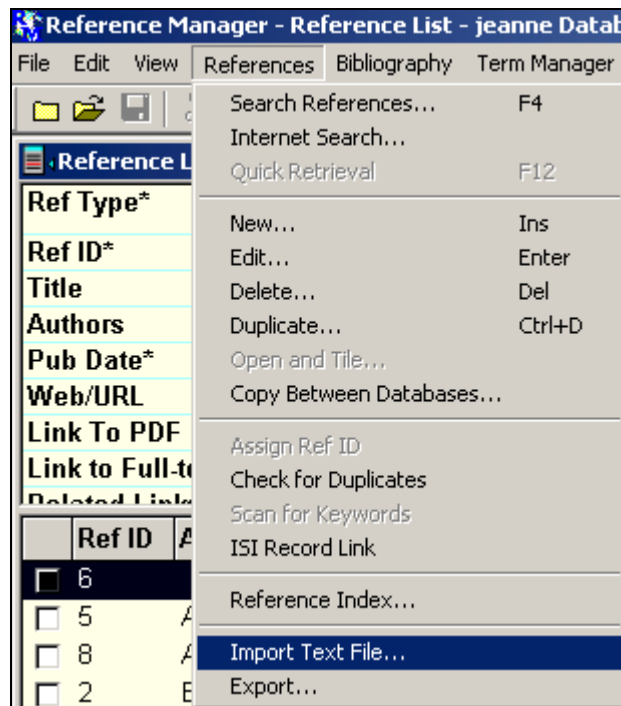 Reference Manager - Reference List - jeanne Datab
File Edit View References Bibliography Term Manager
Search References... F4
Internet Search...
Reference L
Quick Retrieval F12
Ref Type*
New... Ins
Ref ID*
Edit... Enter
Title
Delete... Del
Authors
Duplicate... Ctrl+D
Pub Date*
Open and Tile...
Web/URL
Copy Between Databases...
Link To PDF
Assign Ref ID
Link to Full-te
Check for Duplicates
Related Links
Scan for Keywords
Ref ID A
ISI Record Link
6
Reference Index...
5 A
8 A
Import Text File...
2 E
Export...